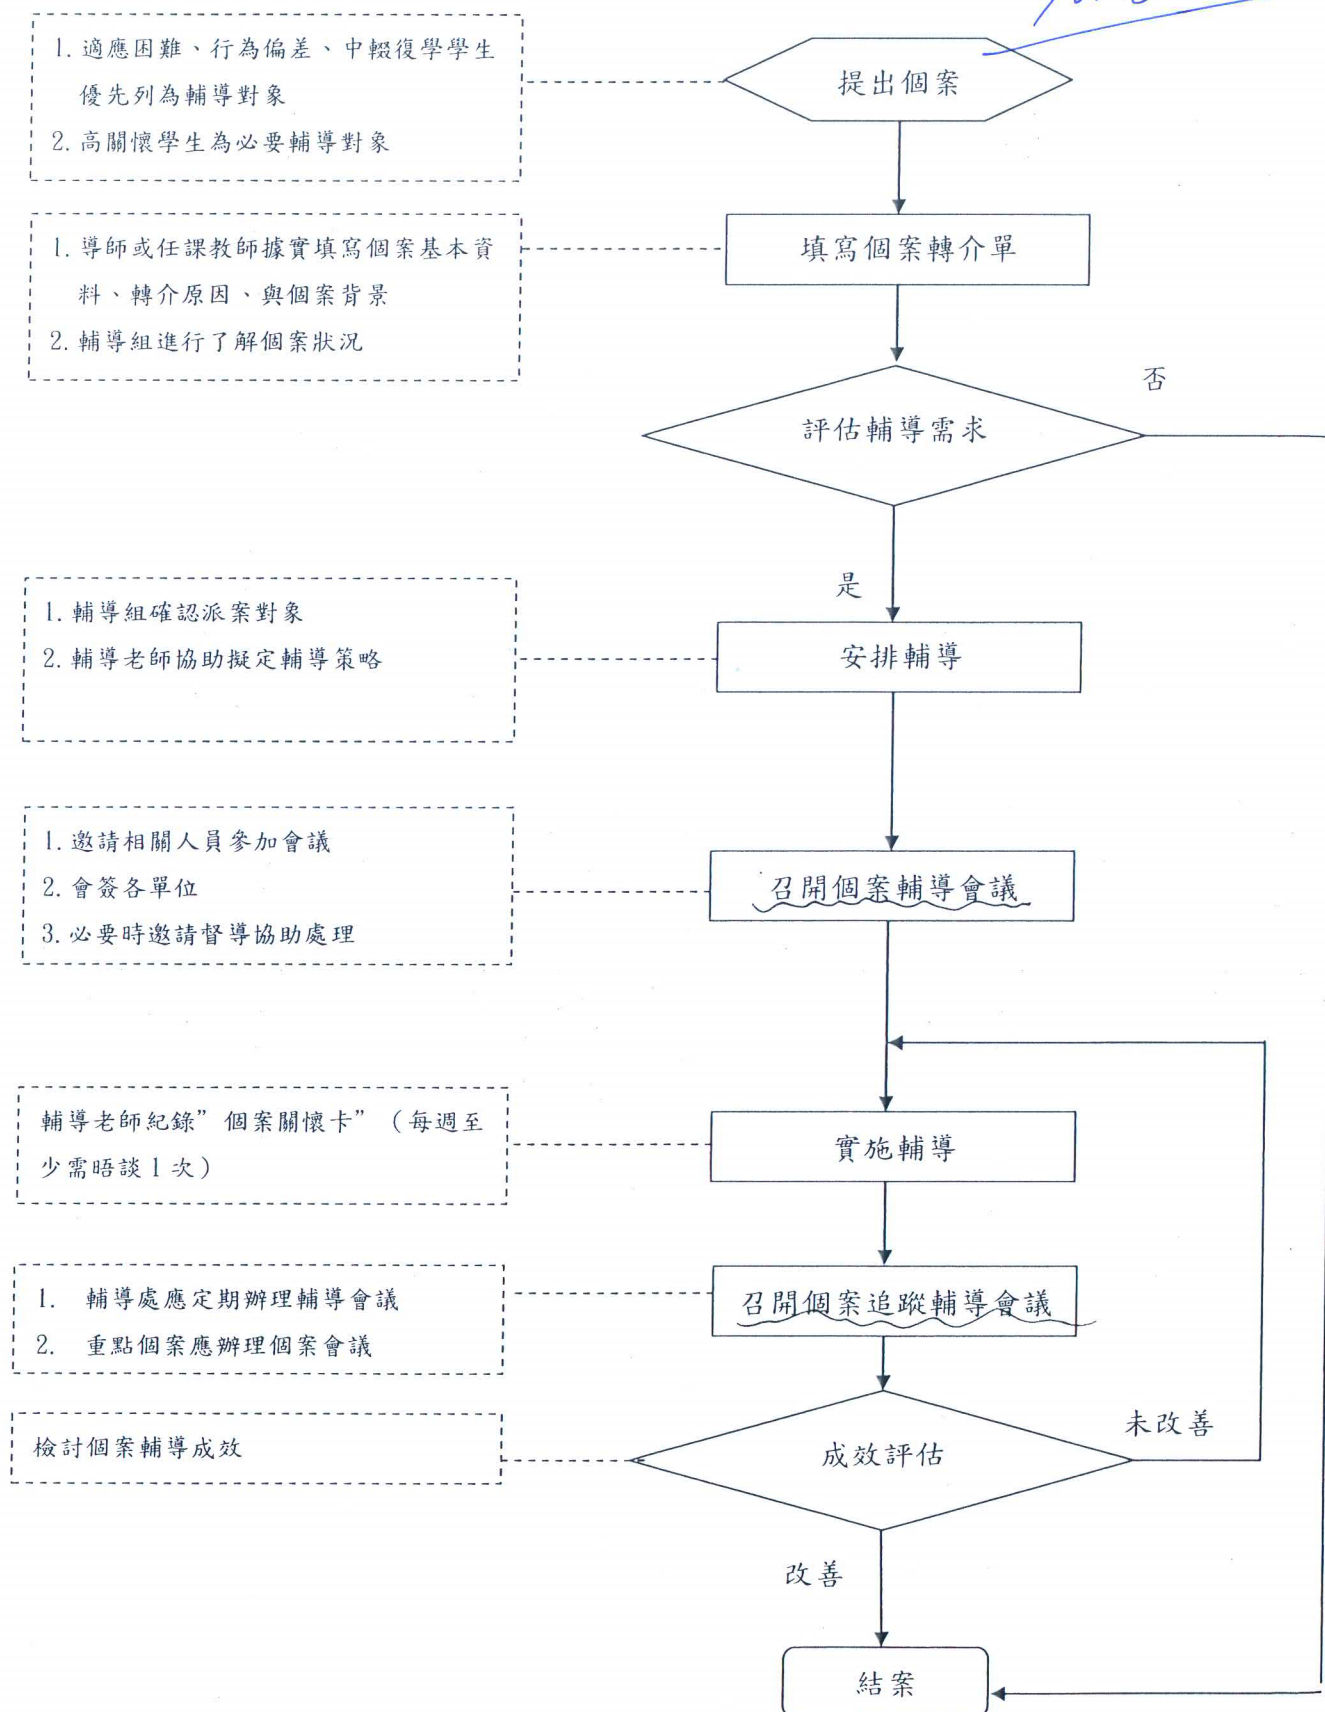 1. 適應困難、行為偏差、中輟復學學生
優先列為輔導對象
2. 高關懷學生為必要輔導對象
提出個案
1. 導師或任課教師據實填寫個案基本資
料、轉介原因、與個案背景
2. 輔導組進行了解個案狀況
填寫個案轉介單
否
評估輔導需求
是
1. 輔導組確認派案對象
2. 輔導老師協助擬定輔導策略
安排輔導
1. 邀請相關人員參加會議
2. 會簽各單位
3. 必要時邀請督導協助處理
召開個案輔導會議
輔導老師紀錄”個案關懷卡”（每週至
少需晤談1次）
實施輔導
1. 輔導處應定期辦理輔導會議
2. 重點個案應辦理個案會議
召開個案追蹤輔導會議
檢討個案輔導成效
成效評估
未改善
改善
結案